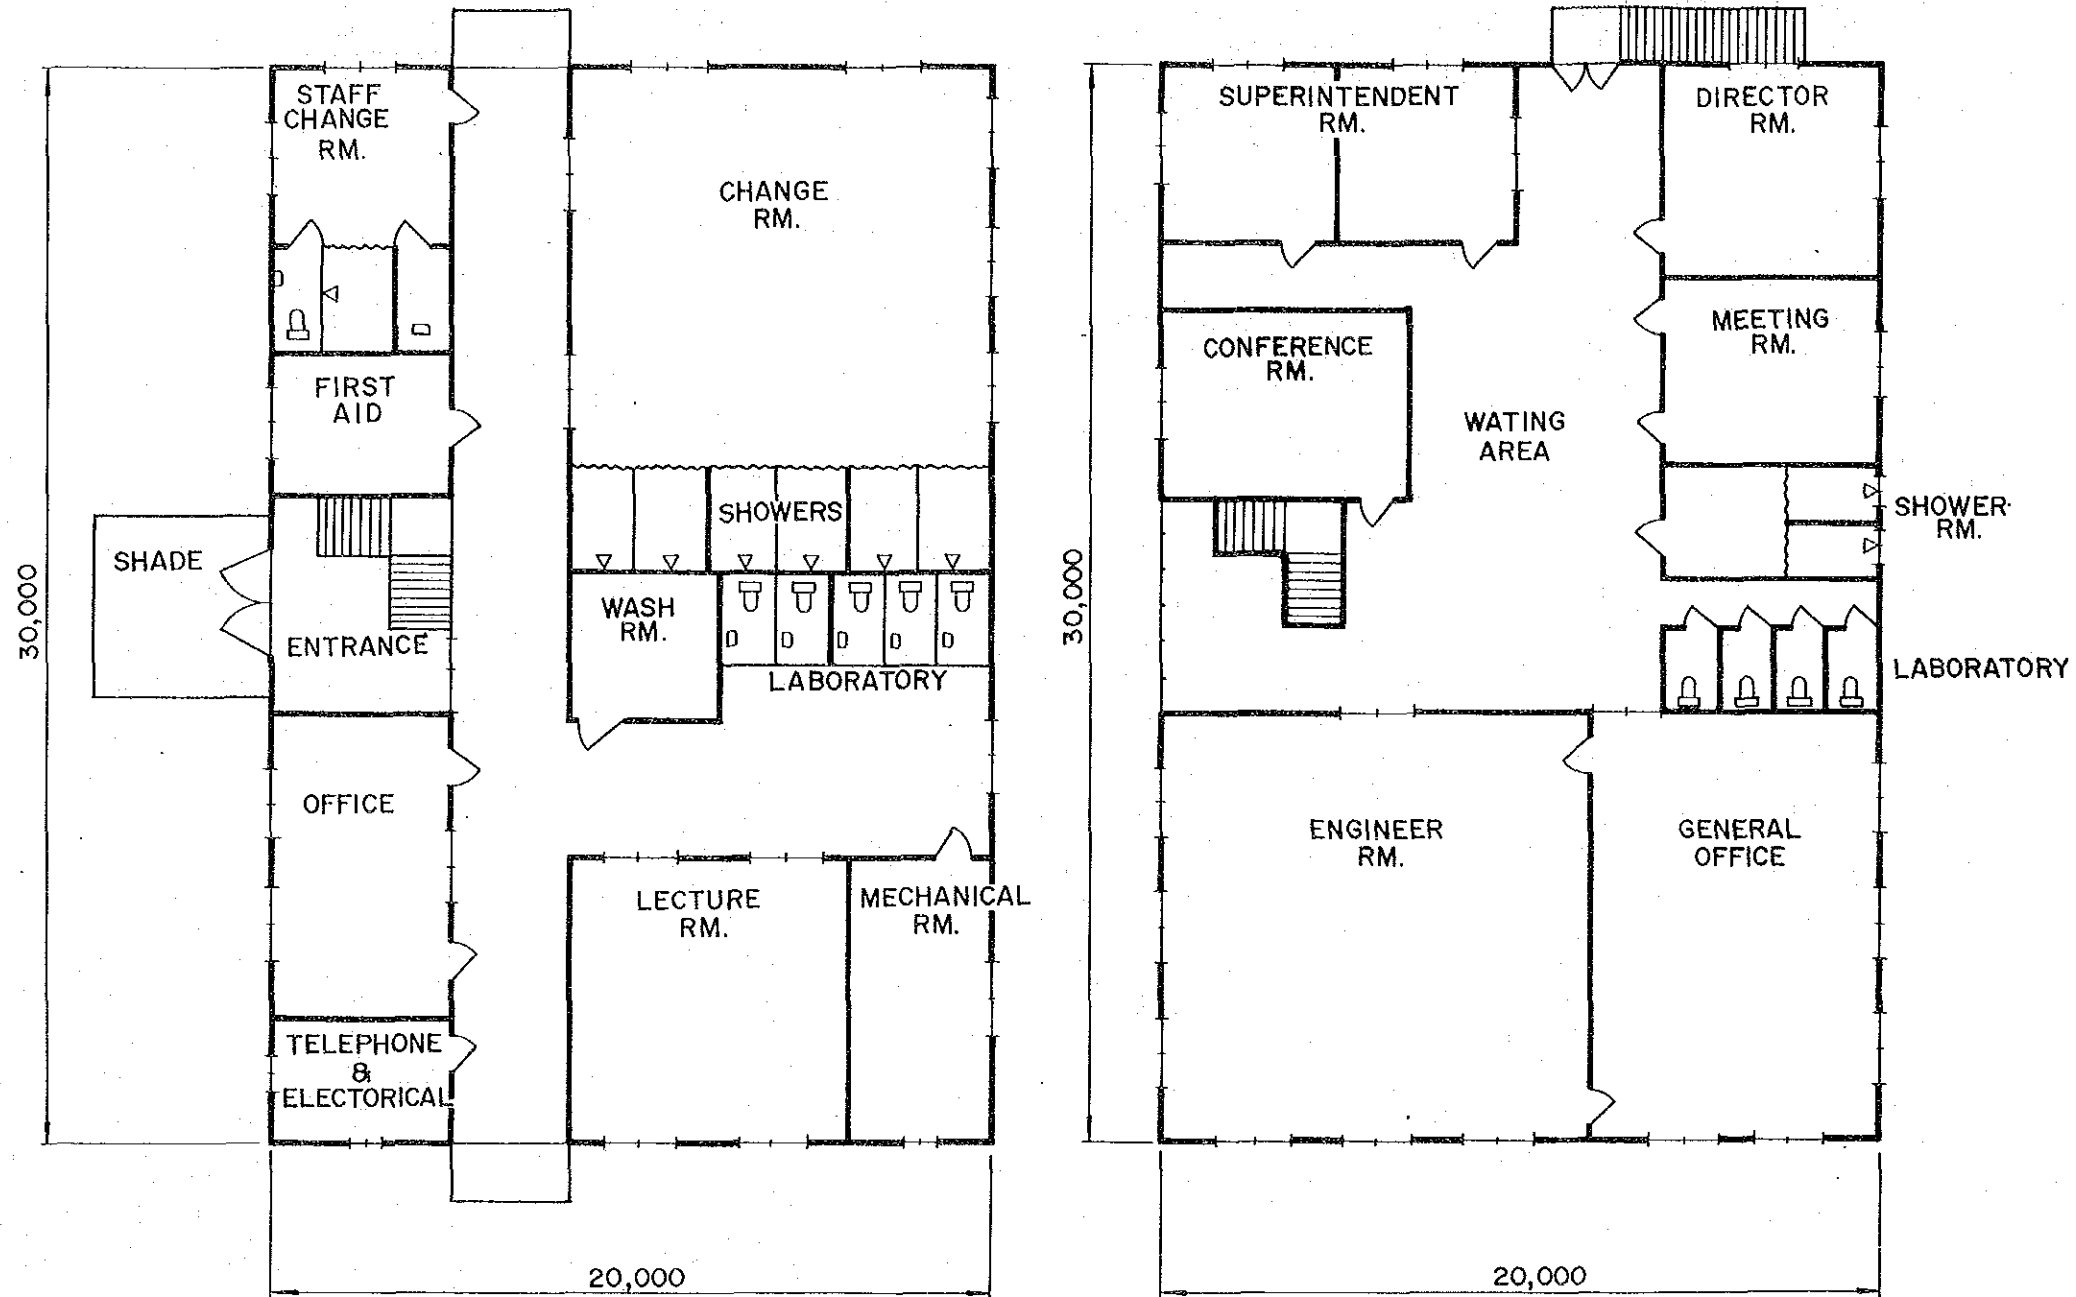 STAFF
CHANGE
RM.
CHANGE
RM.
FIRST
AID
SHOWERS
SHADE
ENTRANCE
WASH
RM.
LABORATORY
OFFICE
LECTURE
RM.
MECHANICAL
RM.
TELEPHONE
&
ELECTORICAL
30,000
20,000
SUPERINTENDENT
RM.
DIRECTOR
RM.
CONFERENCE
RM.
MEETING
RM.
WATING
AREA
SHOWER
RM.
LABORATORY
ENGINEER
RM.
GENERAL
OFFICE
30,000
20,000